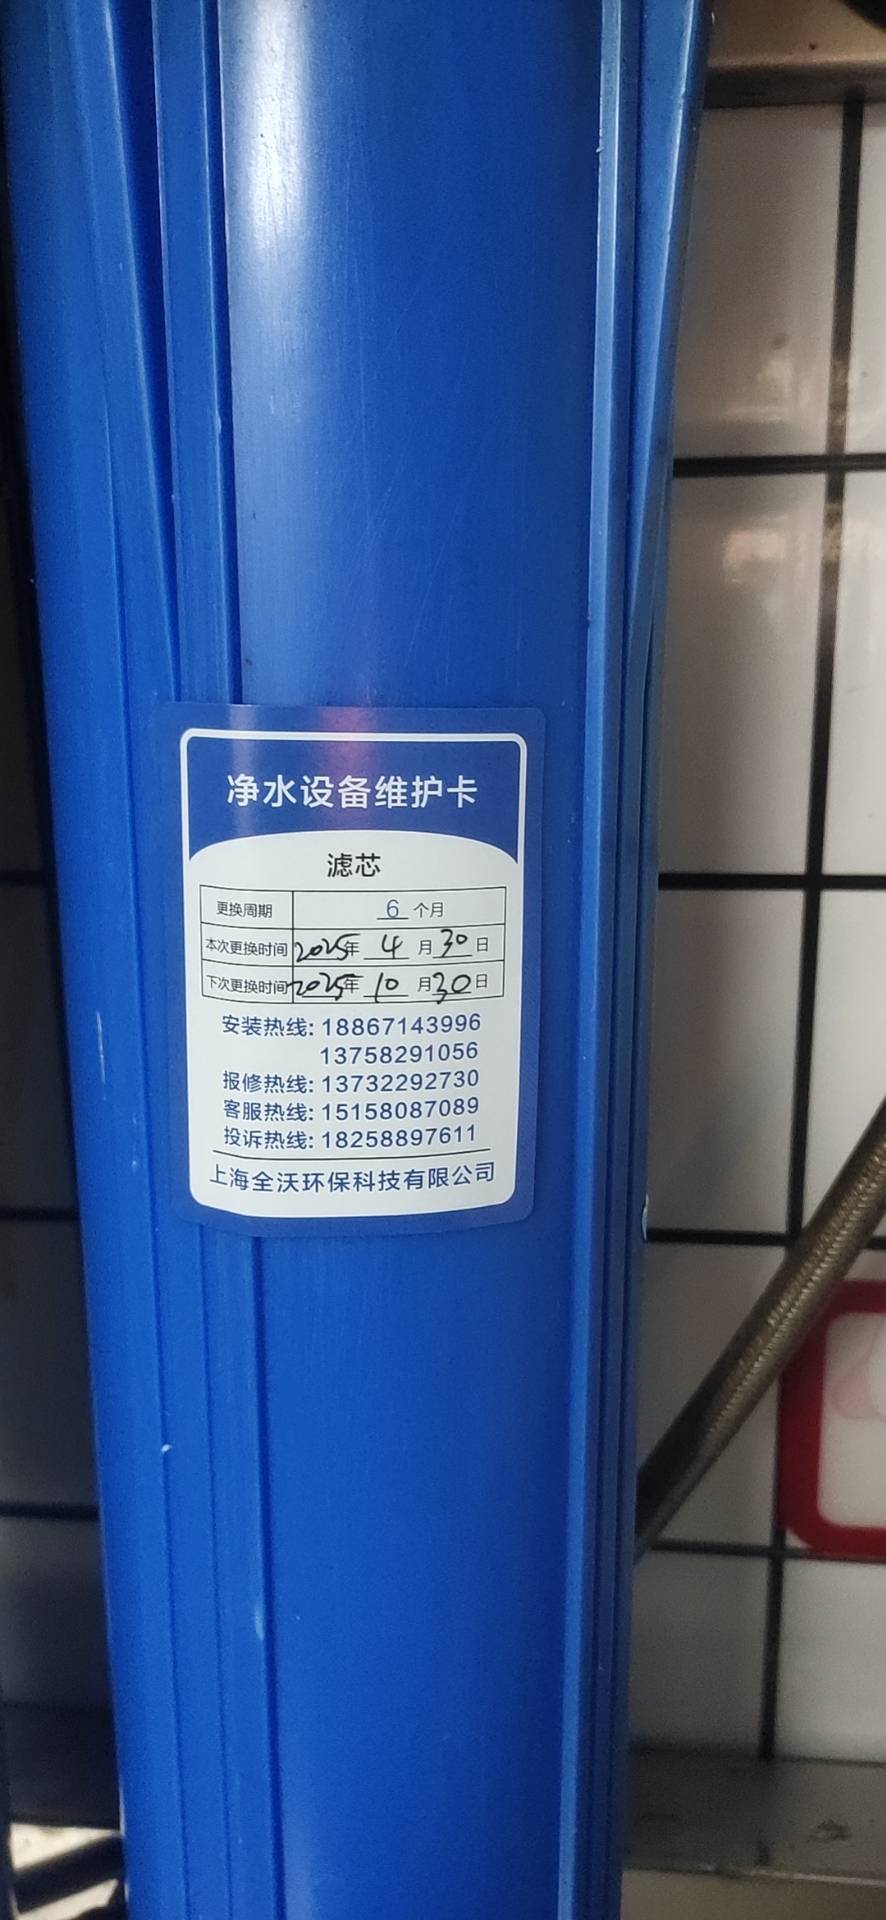 净水设备维护卡
滤芯
更换周期 6 个月
本次更换时间 2025年 4 月 30 日
下次更换时间 2025年 10 月 30 日
安装热线: 18867143996
13758291056
报修热线: 13732292730
客服热线: 15158087089
投诉热线: 18258897611
上海全沃环保科技有限公司